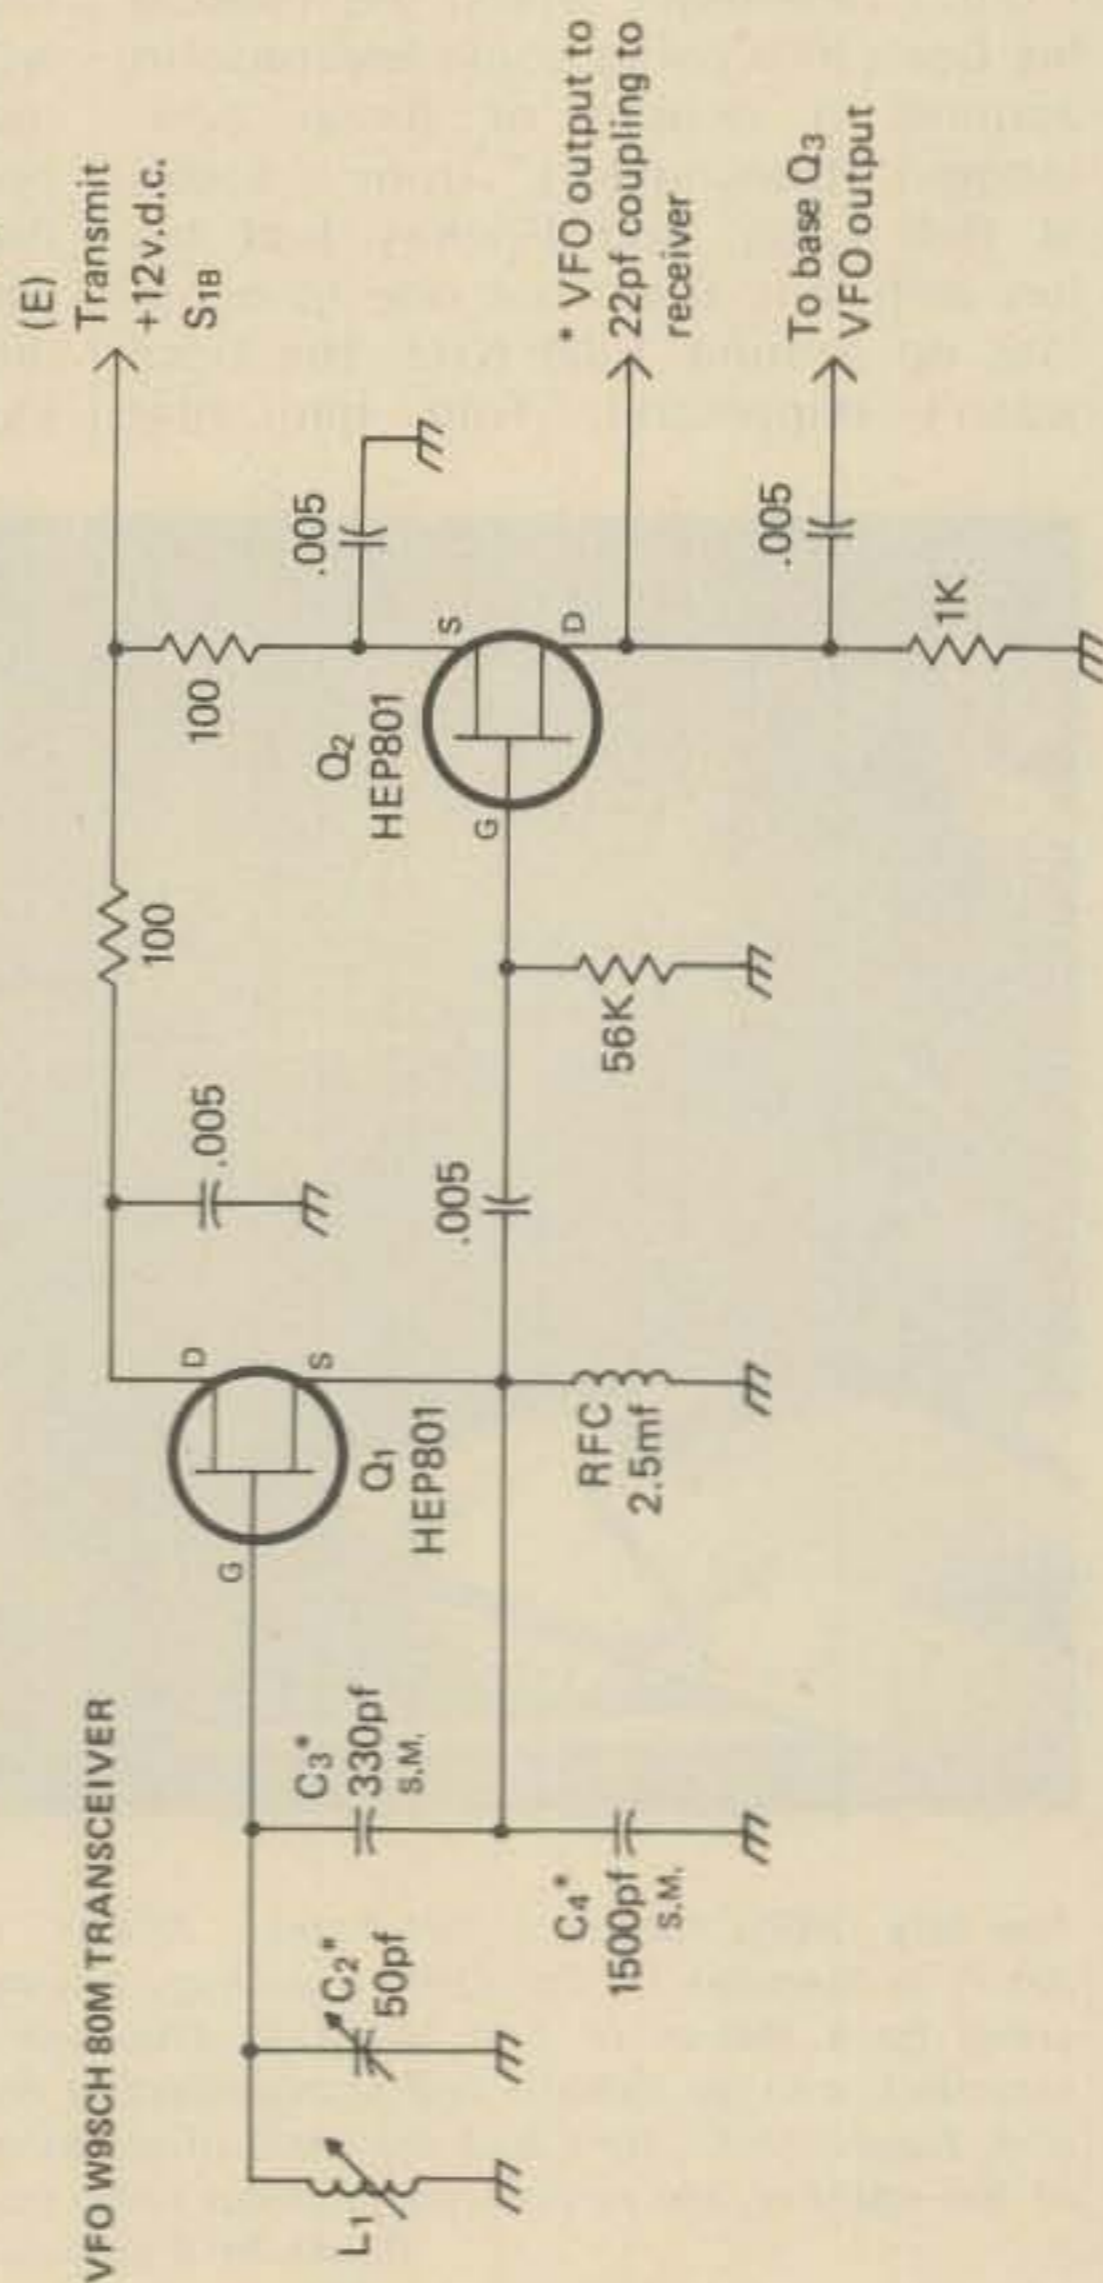 VFO W9SCH 80M TRANSCEIVER
(E)
Transmit
+12v.d.c.
S1B
100
.005
100
.005
D
S
G
Q1
HEP801
Q2
HEP801
S
D
G
* VFO output to
22pf coupling to
receiver
C3*
330pf
S.M.
C2*
50pf
L1
.005
.005
To base Q3
VFO output
C4*
1500pf
S.M.
RFC
2.5mf
56K
1K